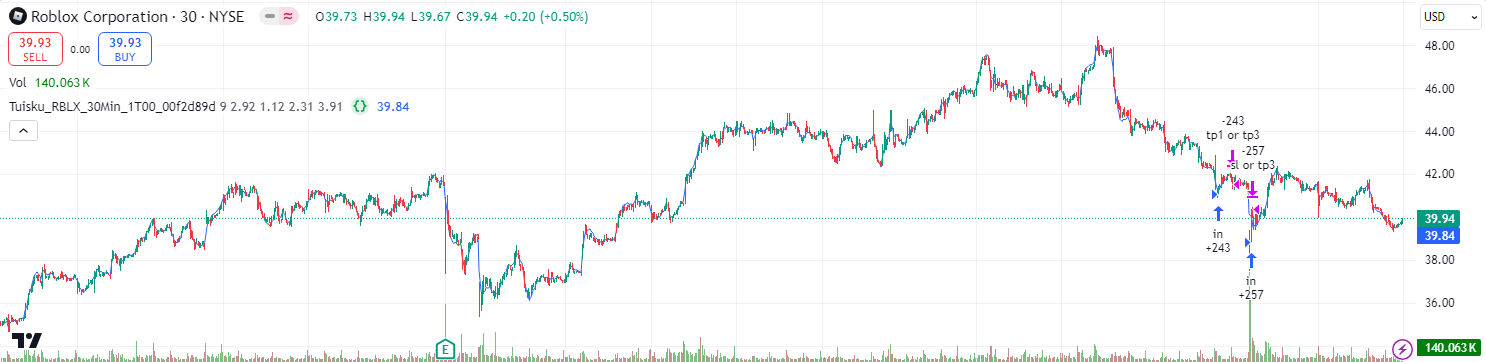 Roblox Corporation · 30 · NYSE O39.73 H39.94 L39.67 C39.94 +0.20 (+0.50%)
USD
39.93 SELL
0.00
39.93 BUY
Vol 140.063 K
Tuisku_RBLX_30Min_1T00_00f2d89d 9 2.92 1.12 2.31 3.91 {} 39.84
48.00
46.00
44.00
42.00
39.94
39.84
38.00
36.00
140.063 K
-243
tp1 or tp3
-257
-sl or tp3
in
+243
in
+257
E